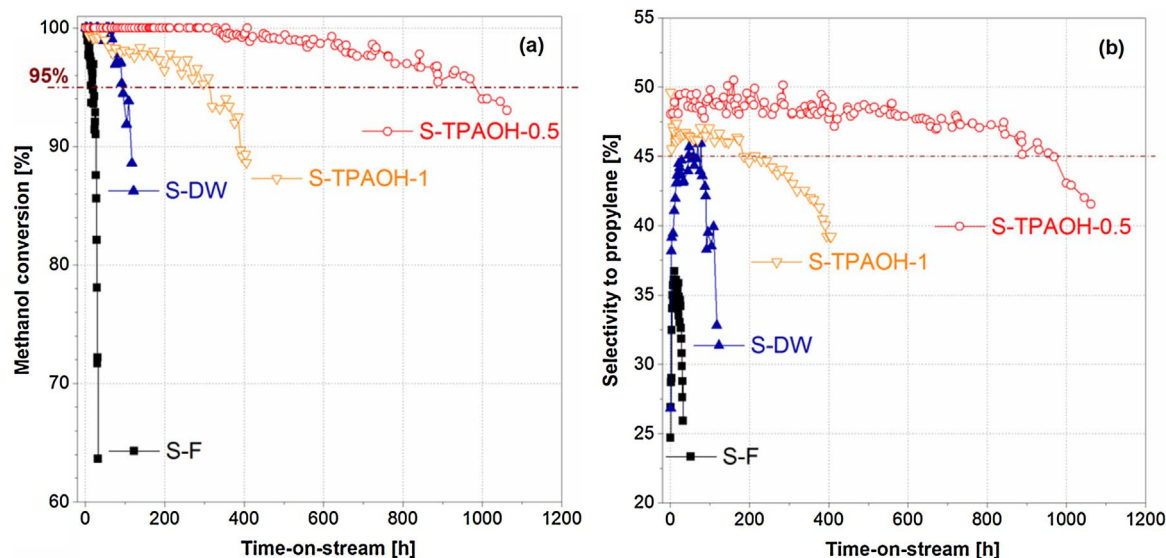 (a)
Methanol conversion [%]
100
90
80
70
60
95%
S-TPAOH-0.5
S-TPAOH-1
S-DW
S-F
0 200 400 600 800 1000 1200
Time-on-stream [h]
(b)
Selectivity to propylene [%]
55
50
45
40
35
30
25
20
S-TPAOH-0.5
S-TPAOH-1
S-DW
S-F
0 200 400 600 800 1000 1200
Time-on-stream [h]